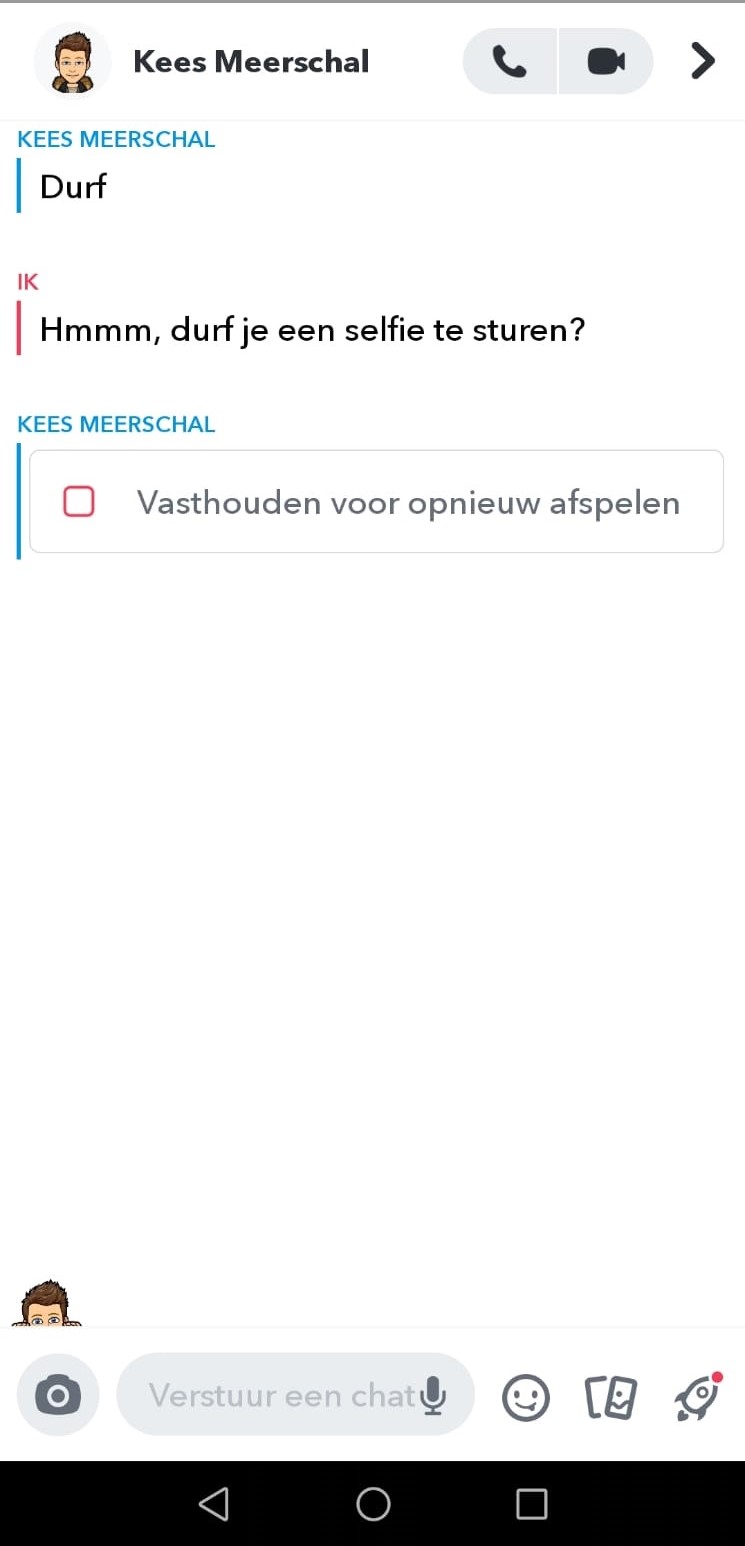 Kees Meerschal
KEES MEERSCHAL
Durf
IK
Hmmm, durf je een selfie te sturen?
KEES MEERSCHAL
Vasthouden voor opnieuw afspelen
Verstuur een chat